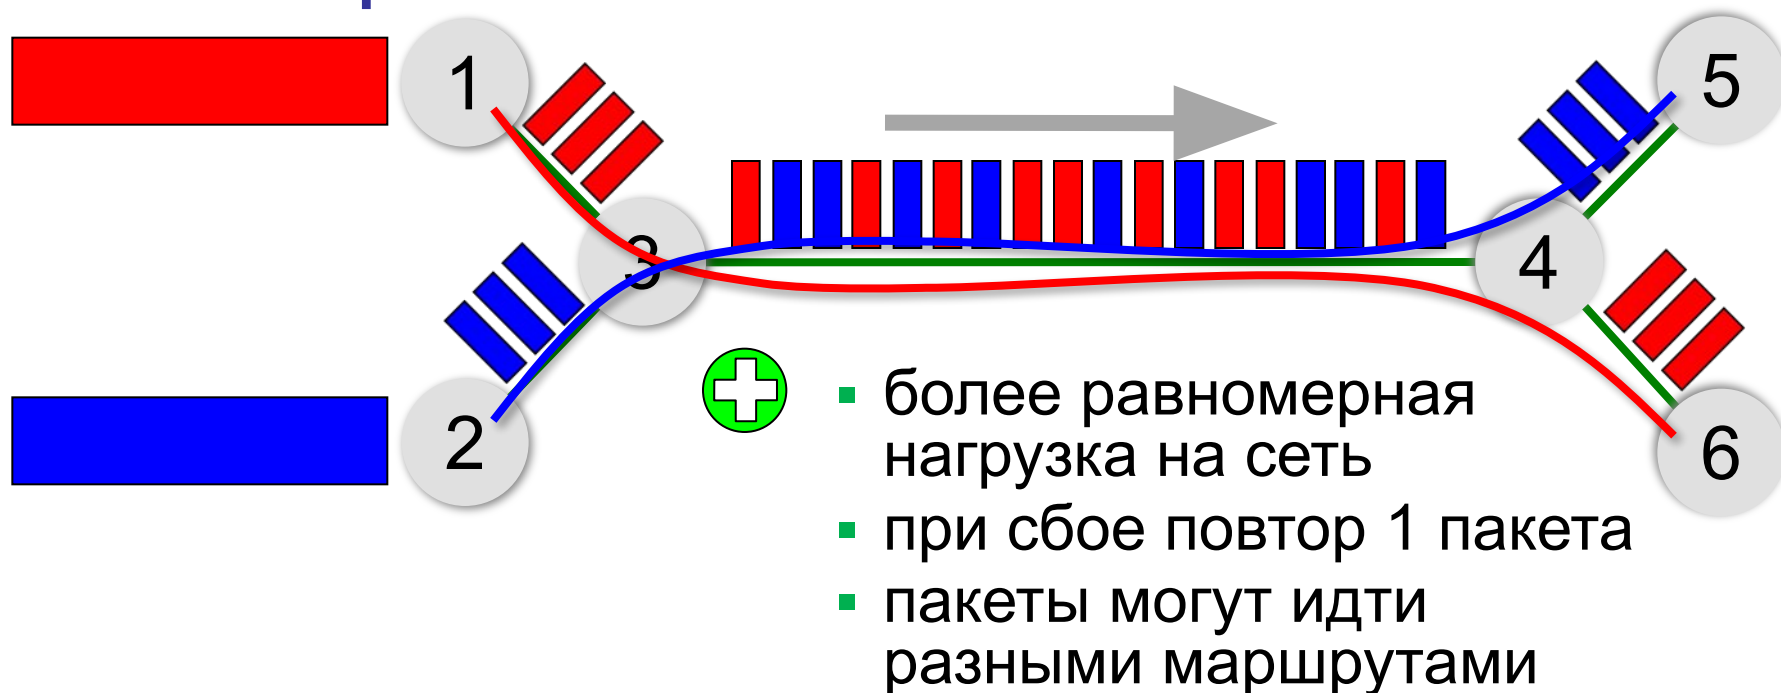 1
5
3
4
2
6
более равномерная
нагрузка на сеть
при сбое повтор 1 пакета
пакеты могут идти
разными маршрутами